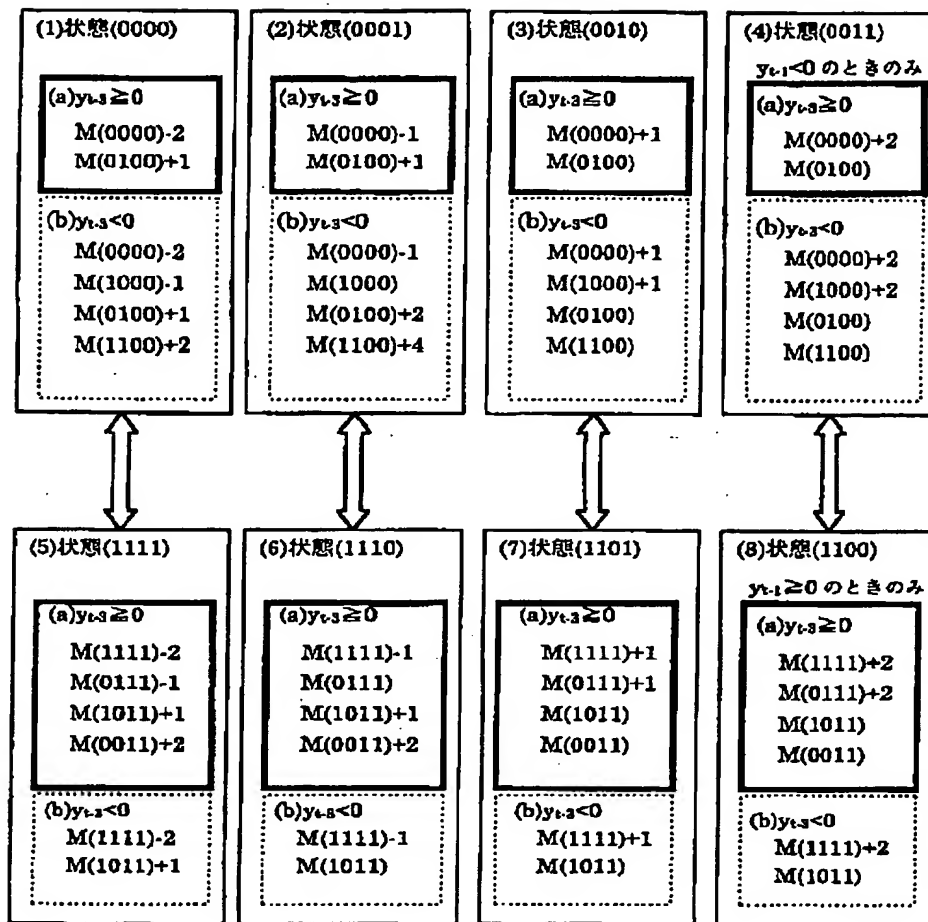 (1)状態(0000)
(a)yt-3≧0
M(0000)-2
M(0100)+1
(b)yt-3<0
M(0000)-2
M(1000)-1
M(0100)+1
M(1100)+2
(2)状態(0001)
(a)yt-3≧0
M(0000)-1
M(0100)+1
(b)yt-3<0
M(0000)-1
M(1000)
M(0100)+2
M(1100)+4
(3)状態(0010)
(a)yt-3≧0
M(0000)+1
M(0100)
(b)yt-3<0
M(0000)+1
M(1000)+1
M(0100)
M(1100)
(4)状態(0011)
yt-1<0 のときのみ
(a)yt-3≧0
M(0000)+2
M(0100)
(b)yt-3<0
M(0000)+2
M(1000)+2
M(0100)
M(1100)
(5)状態(1111)
(a)yt-3≧0
M(1111)-2
M(0111)-1
M(1011)+1
M(0011)+2
(b)yt-3<0
M(1111)-2
M(1011)+1
(6)状態(1110)
(a)yt-3≧0
M(1111)-1
M(0111)
M(1011)+1
M(0011)+2
(b)yt-3<0
M(1111)-1
M(1011)
(7)状態(1101)
(a)yt-3≧0
M(1111)+1
M(0111)+1
M(1011)
M(0011)
(b)yt-3<0
M(1111)+1
M(1011)
(8)状態(1100)
yt-1≧0 のときのみ
(a)yt-3≧0
M(1111)+2
M(0111)+2
M(1011)
M(0011)
(b)yt-3<0
M(1111)+2
M(1011)